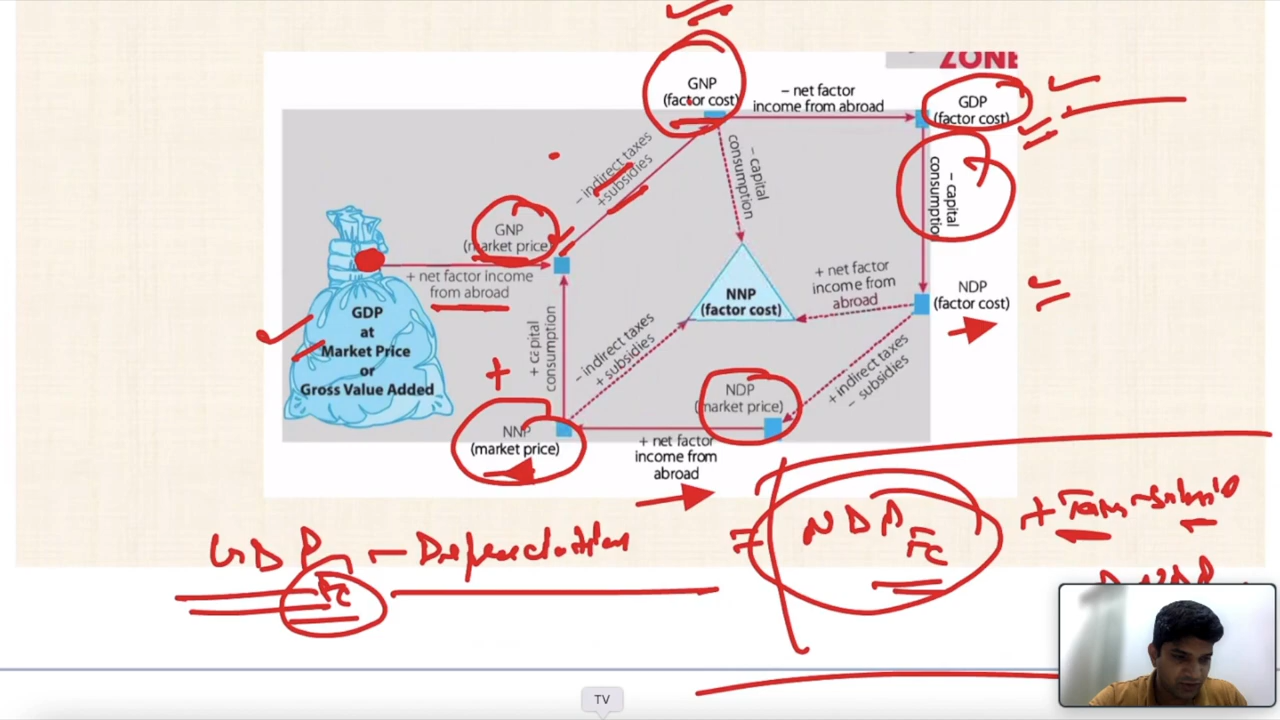 ZONE
GNP
(factor cost)
– net factor
income from abroad
GDP
(factor cost)
– indirect taxes
+subsidies
– capital
consumption
– capital
consumption
GNP
(market price)
+ net factor income
from abroad
GDP
at
Market Price
or
Gross Value Added
+ capital
consumption
NNP
(factor cost)
+ net factor
income from
abroad
NDP
(factor cost)
– indirect taxes
+ subsidies
+ indirect taxes
– subsidies
+
NDP
(market price)
NNP
(market price)
+ net factor
income from
abroad
GDP FC – Depreciation
= NDP FC
+
TV